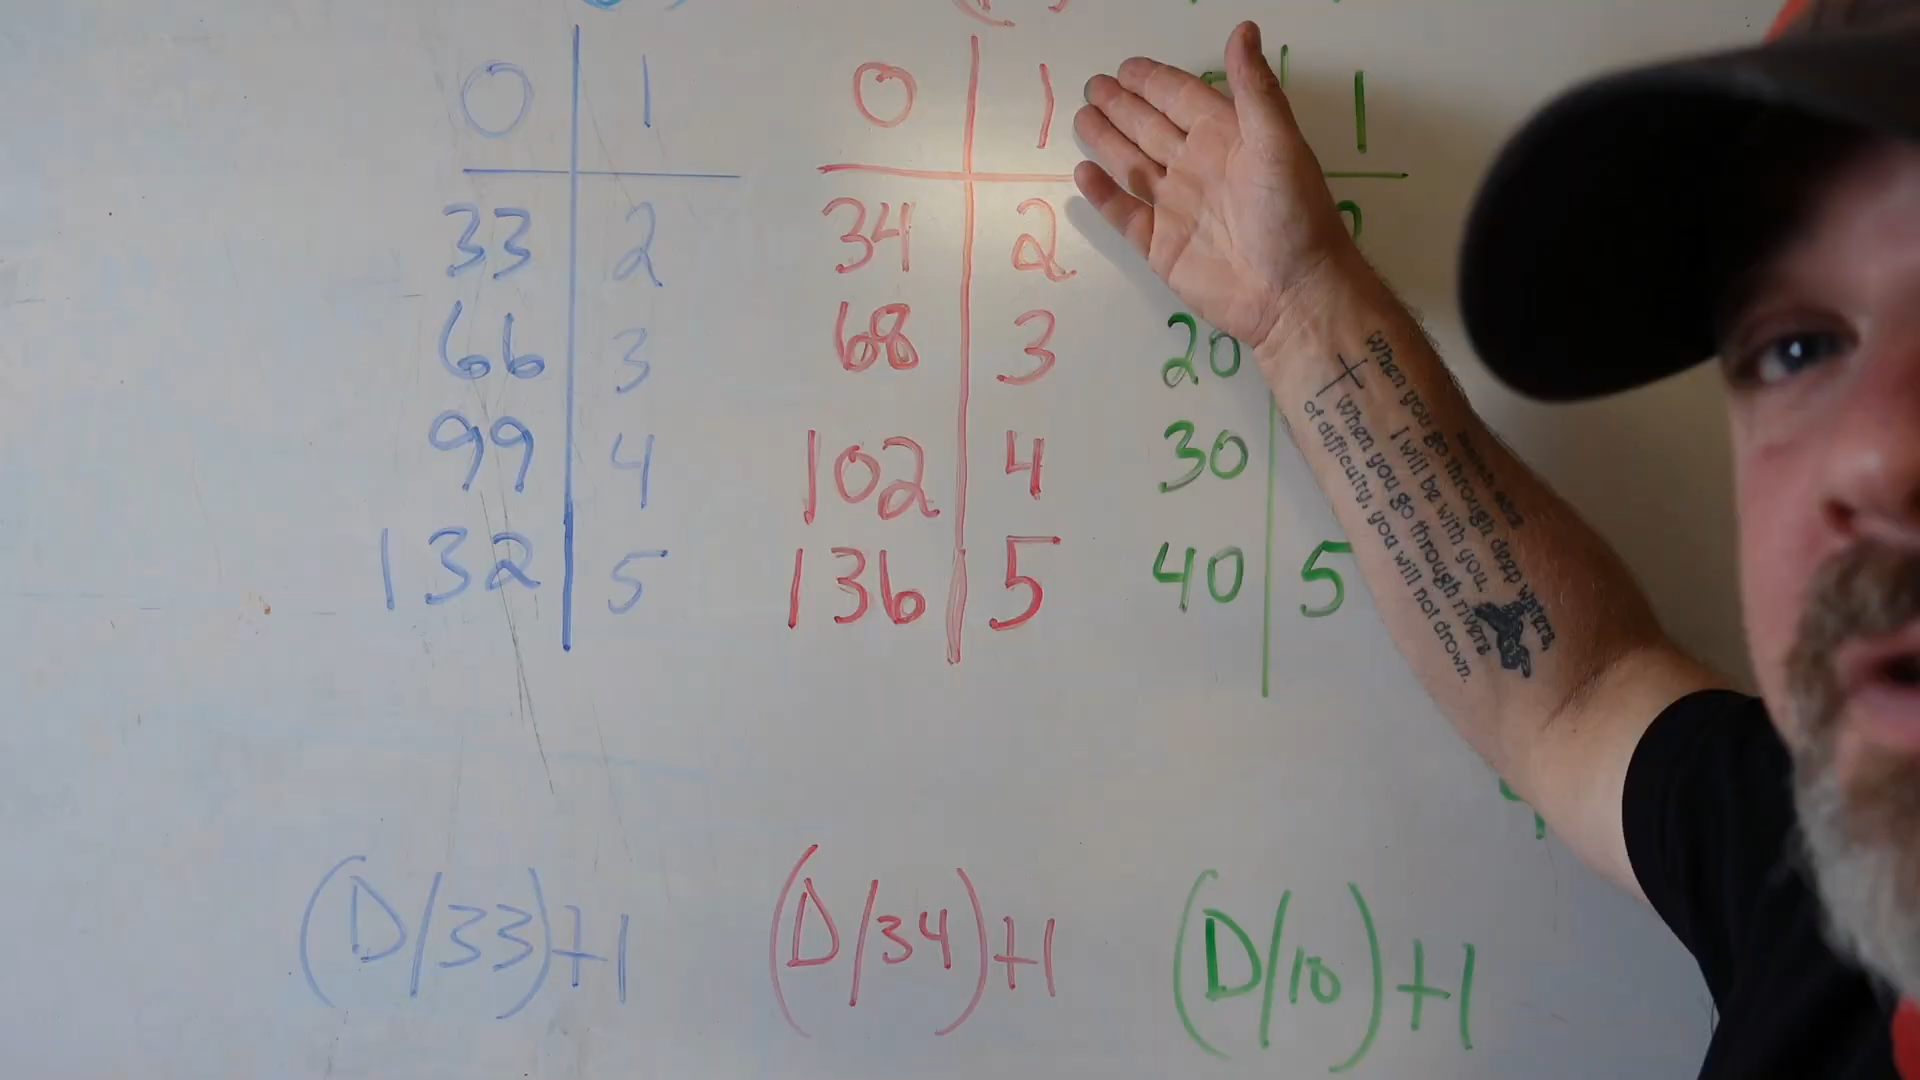 0 1
33 2
66 3
99 4
132 5
(D/33)+1
0 1
34 2
68 3
102 4
136 5
(D/34)+1
1
20
30
40 5
(D/10)+1
When you go through deep waters,
I will be with you.
When you go through rivers
of difficulty, you will not drown.